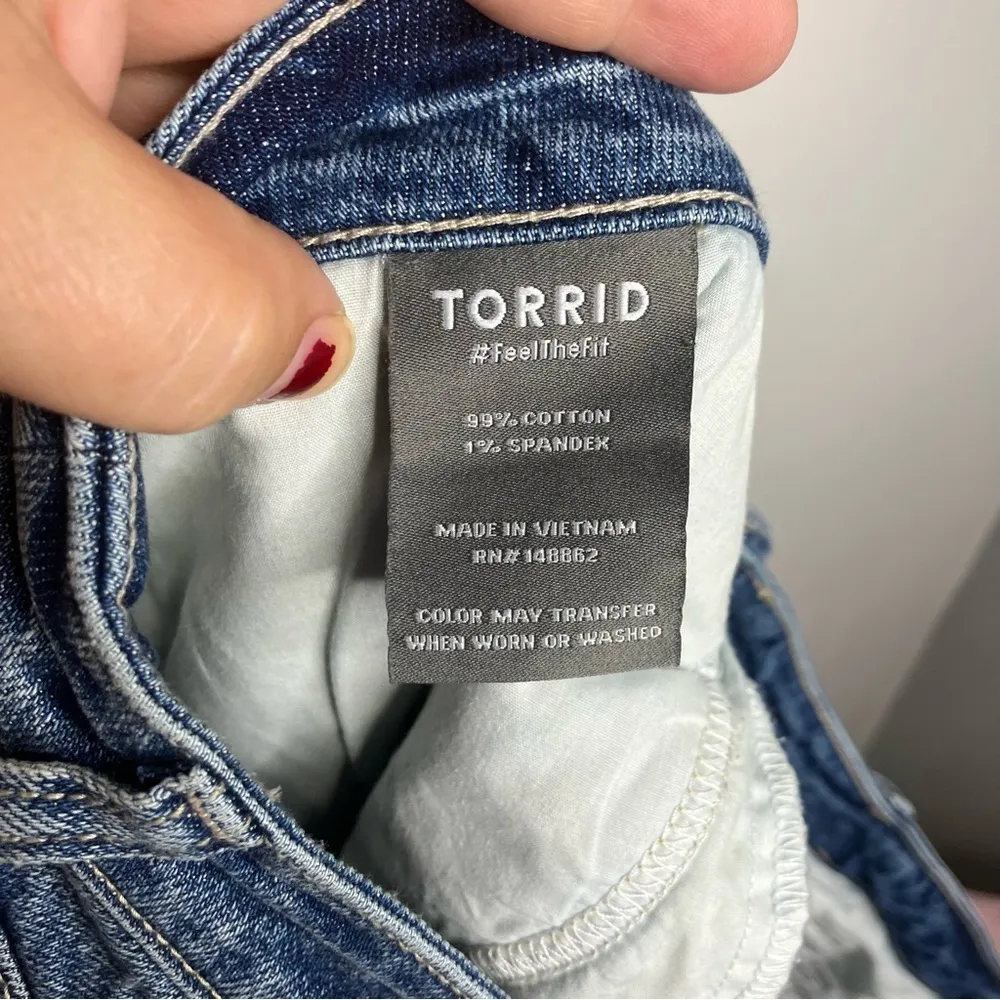 TORRID
#FeelTheFit
99% COTTON
1% SPANDEX
MADE IN VIETNAM
RN# 148862
COLOR MAY TRANSFER
WHEN WORN OR WASHED